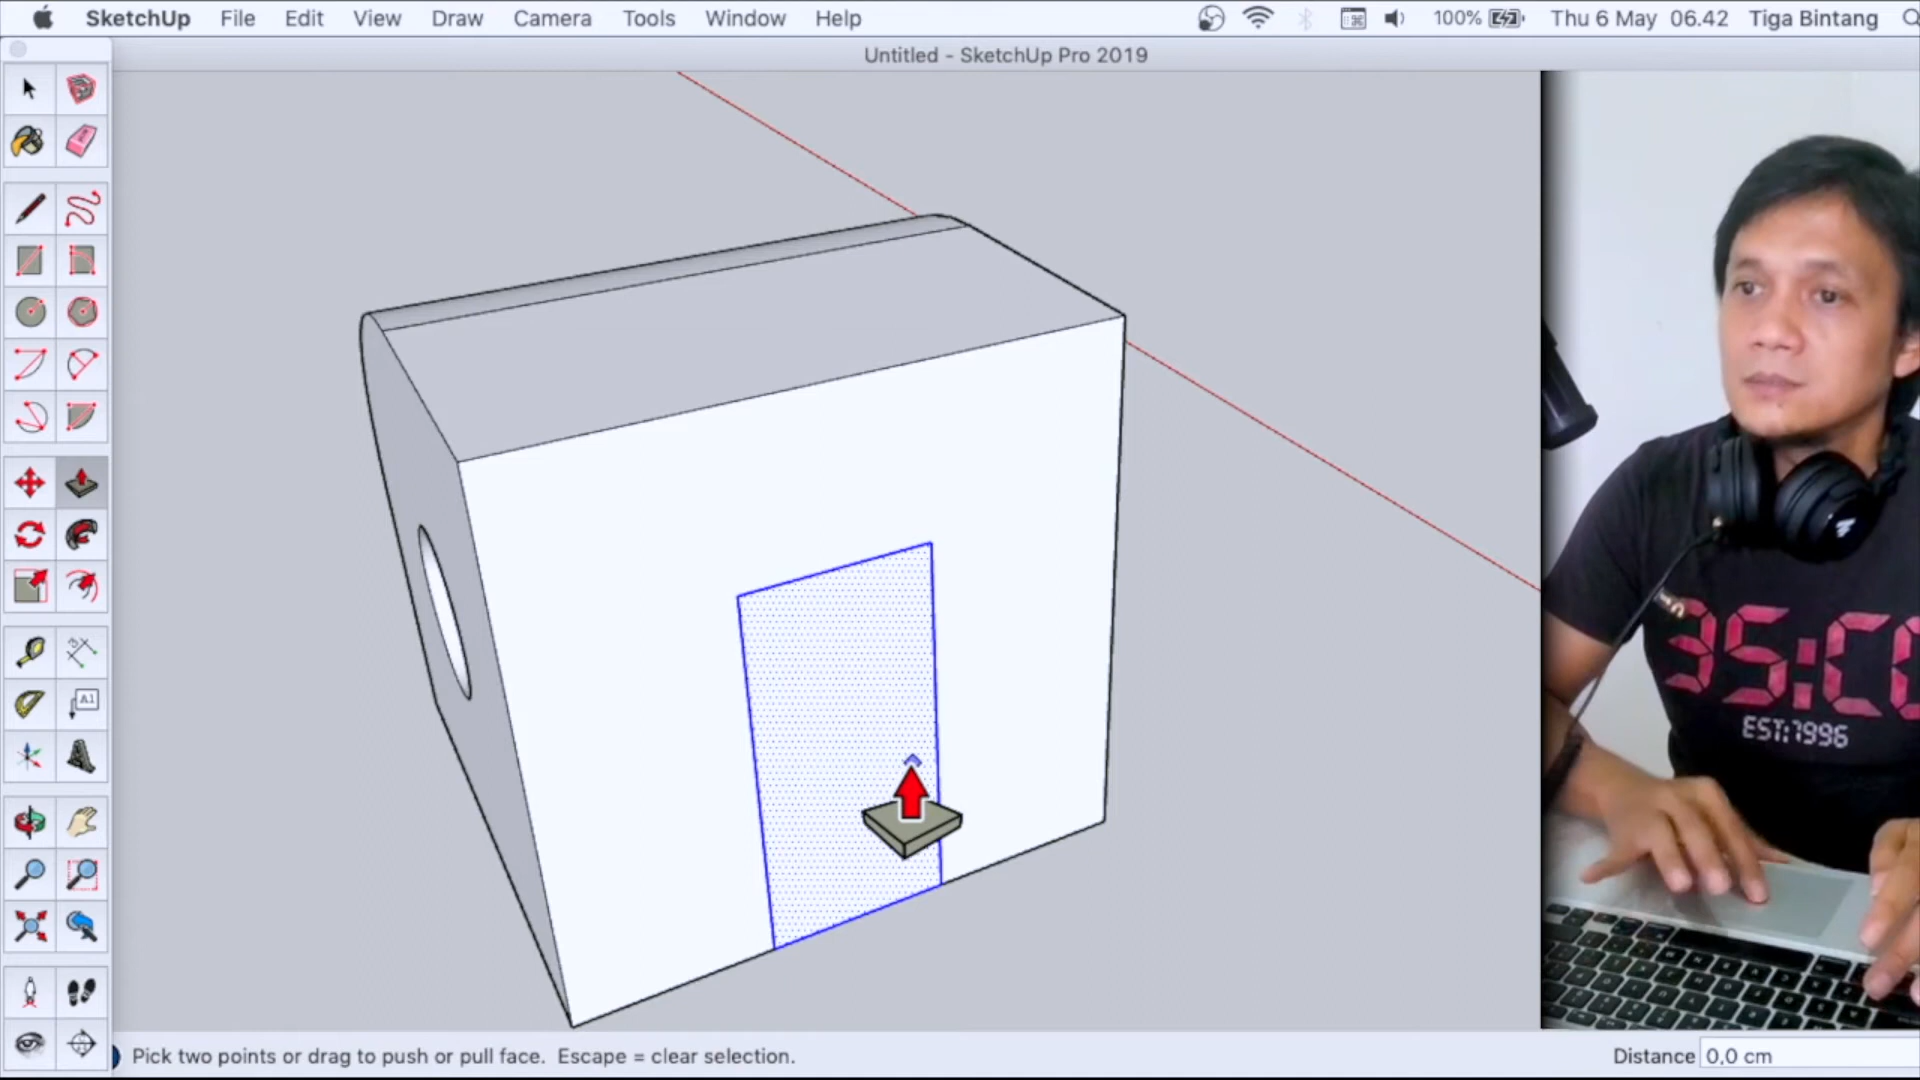 SketchUp File Edit View Draw Camera Tools Window Help 100% Thu 6 May 06.42 Tiga Bintang
Untitled - SketchUp Pro 2019
A1
35:CO
EST:1996
Pick two points or drag to push or pull face. Escape = clear selection.
Distance 0,0 cm